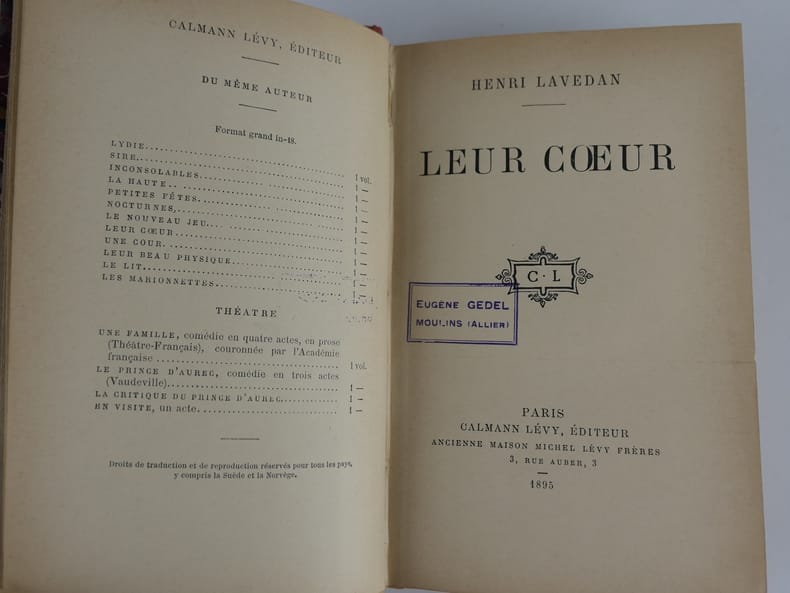 CALMANN LÉVY, ÉDITEUR
DU MÊME AUTEUR
Format grand in-18.
LYDIE........................ 1 vol.
SIRE........................ 1 —
INCONSOLABLES........................ 1 —
LA HAUTE........................ 1 —
PETITES FÊTES........................ 1 —
NOCTURNES........................ 1 —
LE NOUVEAU JEU........................ 1 —
LEUR CŒUR........................ 1 —
UNE COUR........................ 1 —
LEUR BEAU PHYSIQUE........................ 1 —
LE LIT........................ 1 —
LES MARIONNETTES........................ 1 —
THÉATRE
UNE FAMILLE, comédie en quatre actes, en prose
(Théâtre-Français), couronnée par l'Académie
française ........................ 1 vol.
LE PRINCE D'AUREC, comédie en trois actes
(Vaudeville)........................ 1 —
LA CRITIQUE DU PRINCE D'AUREC............ 1 —
EN VISITE, un acte........................ 1 —
Droits de traduction et de reproduction réservés pour tous les pays,
y compris la Suède et la Norvège.
HENRI LAVEDAN
LEUR CŒUR
C · L
EUGÈNE GEDEL
MOULINS (ALLIER)
PARIS
CALMANN LÉVY, ÉDITEUR
ANCIENNE MAISON MICHEL LÉVY FRÈRES
3, RUE AUBER, 3
1895